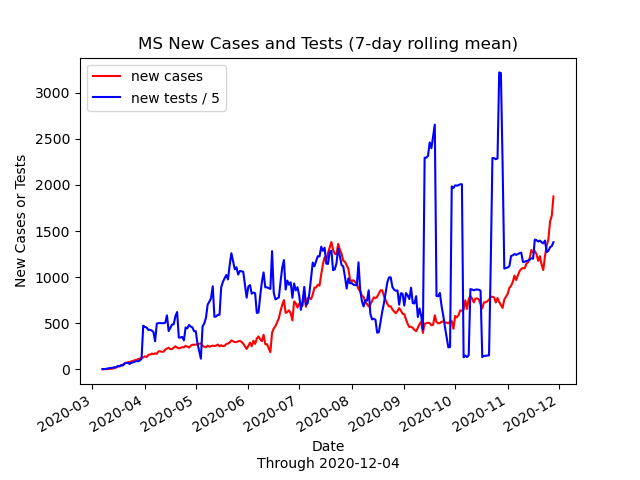 MS New Cases and Tests (7-day rolling mean)
new cases
new tests / 5
New Cases or Tests
3000
2500
2000
1500
1000
500
0
2020-03
2020-04
2020-05
2020-06
2020-07
2020-08
2020-09
2020-10
2020-11
2020-12
Date
Through 2020-12-04